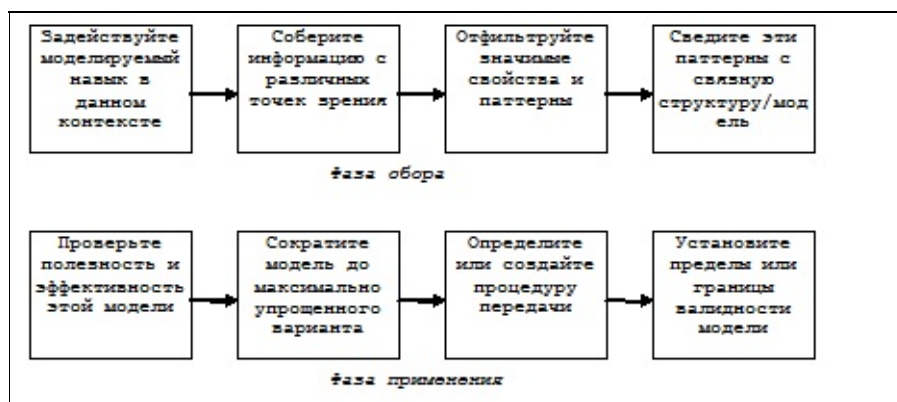 Задействуйте
моделируемый
навык в
данном
контексте
Соберите
информацию с
различных
точек зрения
Отфильтруйте
значимые
свойства и
паттерны
Сведите эти
паттерны с
связную
структуру/мод
ель
Фаза сбора
Проверьте
полезность и
эффективность
этой модели
Сократите
модель до
максимально
упрощенного
варианта
Определите
или создайте
процедуру
передачи
Установите
пределы или
границы
валидности
модели
Фаза применения